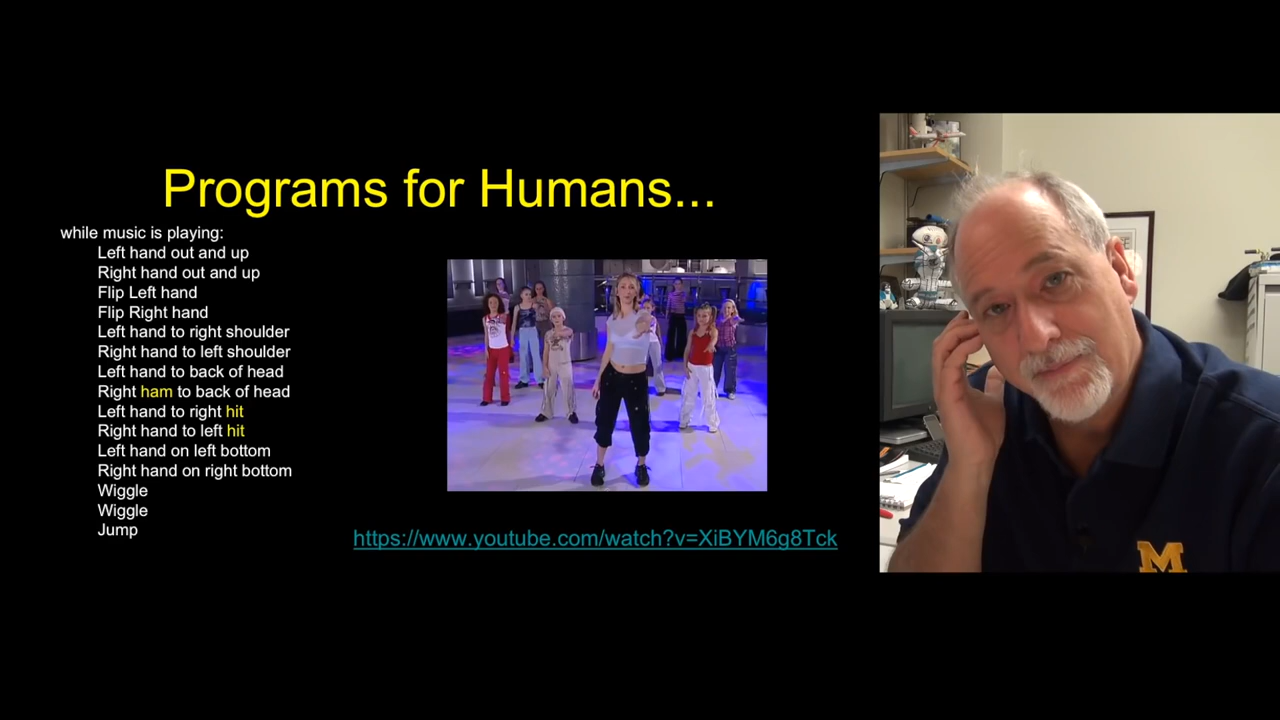 Programs for Humans...
while music is playing:
Left hand out and up
Right hand out and up
Flip Left hand
Flip Right hand
Left hand to right shoulder
Right hand to left shoulder
Left hand to back of head
Right ham to back of head
Left hand to right hit
Right hand to left hit
Left hand on left bottom
Right hand on right bottom
Wiggle
Wiggle
Jump
https://www.youtube.com/watch?v=XiBYM6g8Tck
M